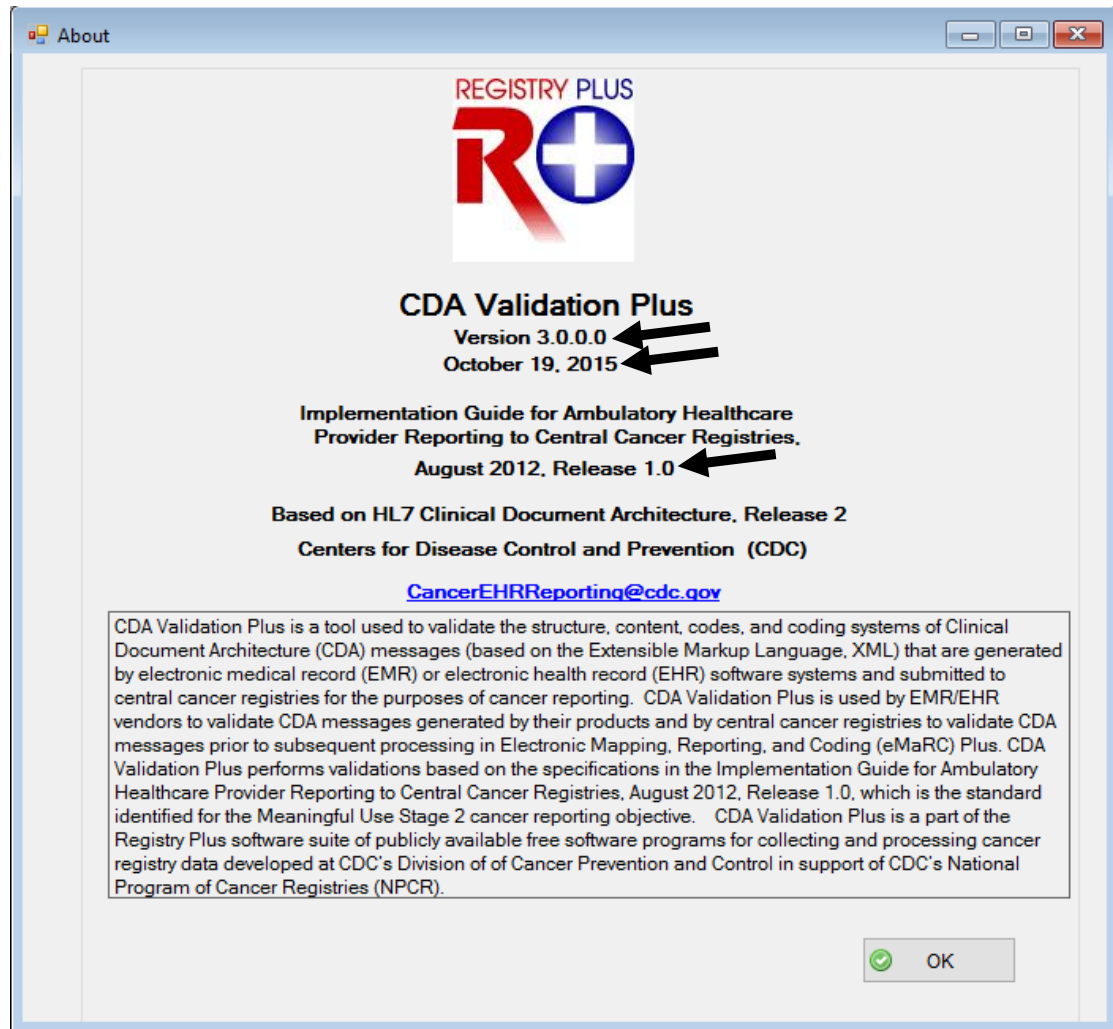 About
REGISTRY PLUS
R+
CDA Validation Plus
Version 3.0.0.0
October 19, 2015
Implementation Guide for Ambulatory Healthcare
Provider Reporting to Central Cancer Registries,
August 2012, Release 1.0
Based on HL7 Clinical Document Architecture, Release 2
Centers for Disease Control and Prevention (CDC)
CancerEHRReporting@cdc.gov
CDA Validation Plus is a tool used to validate the structure, content, codes, and coding systems of Clinical
Document Architecture (CDA) messages (based on the Extensible Markup Language, XML) that are generated
by electronic medical record (EMR) or electronic health record (EHR) software systems and submitted to
central cancer registries for the purposes of cancer reporting. CDA Validation Plus is used by EMR/EHR
vendors to validate CDA messages generated by their products and by central cancer registries to validate CDA
messages prior to subsequent processing in Electronic Mapping, Reporting, and Coding (eMaRC) Plus. CDA
Validation Plus performs validations based on the specifications in the Implementation Guide for Ambulatory
Healthcare Provider Reporting to Central Cancer Registries, August 2012, Release 1.0, which is the standard
identified for the Meaningful Use Stage 2 cancer reporting objective. CDA Validation Plus is a part of the
Registry Plus software suite of publicly available free software programs for collecting and processing cancer
registry data developed at CDC's Division of of Cancer Prevention and Control in support of CDC's National
Program of Cancer Registries (NPCR).
OK